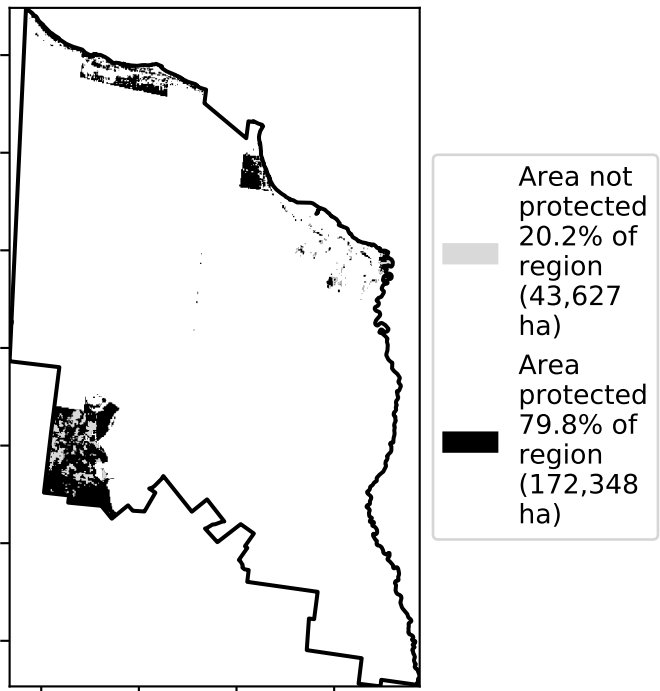 Area not
protected
20.2% of
region
(43,627
ha)
Area
protected
79.8% of
region
(172,348
ha)